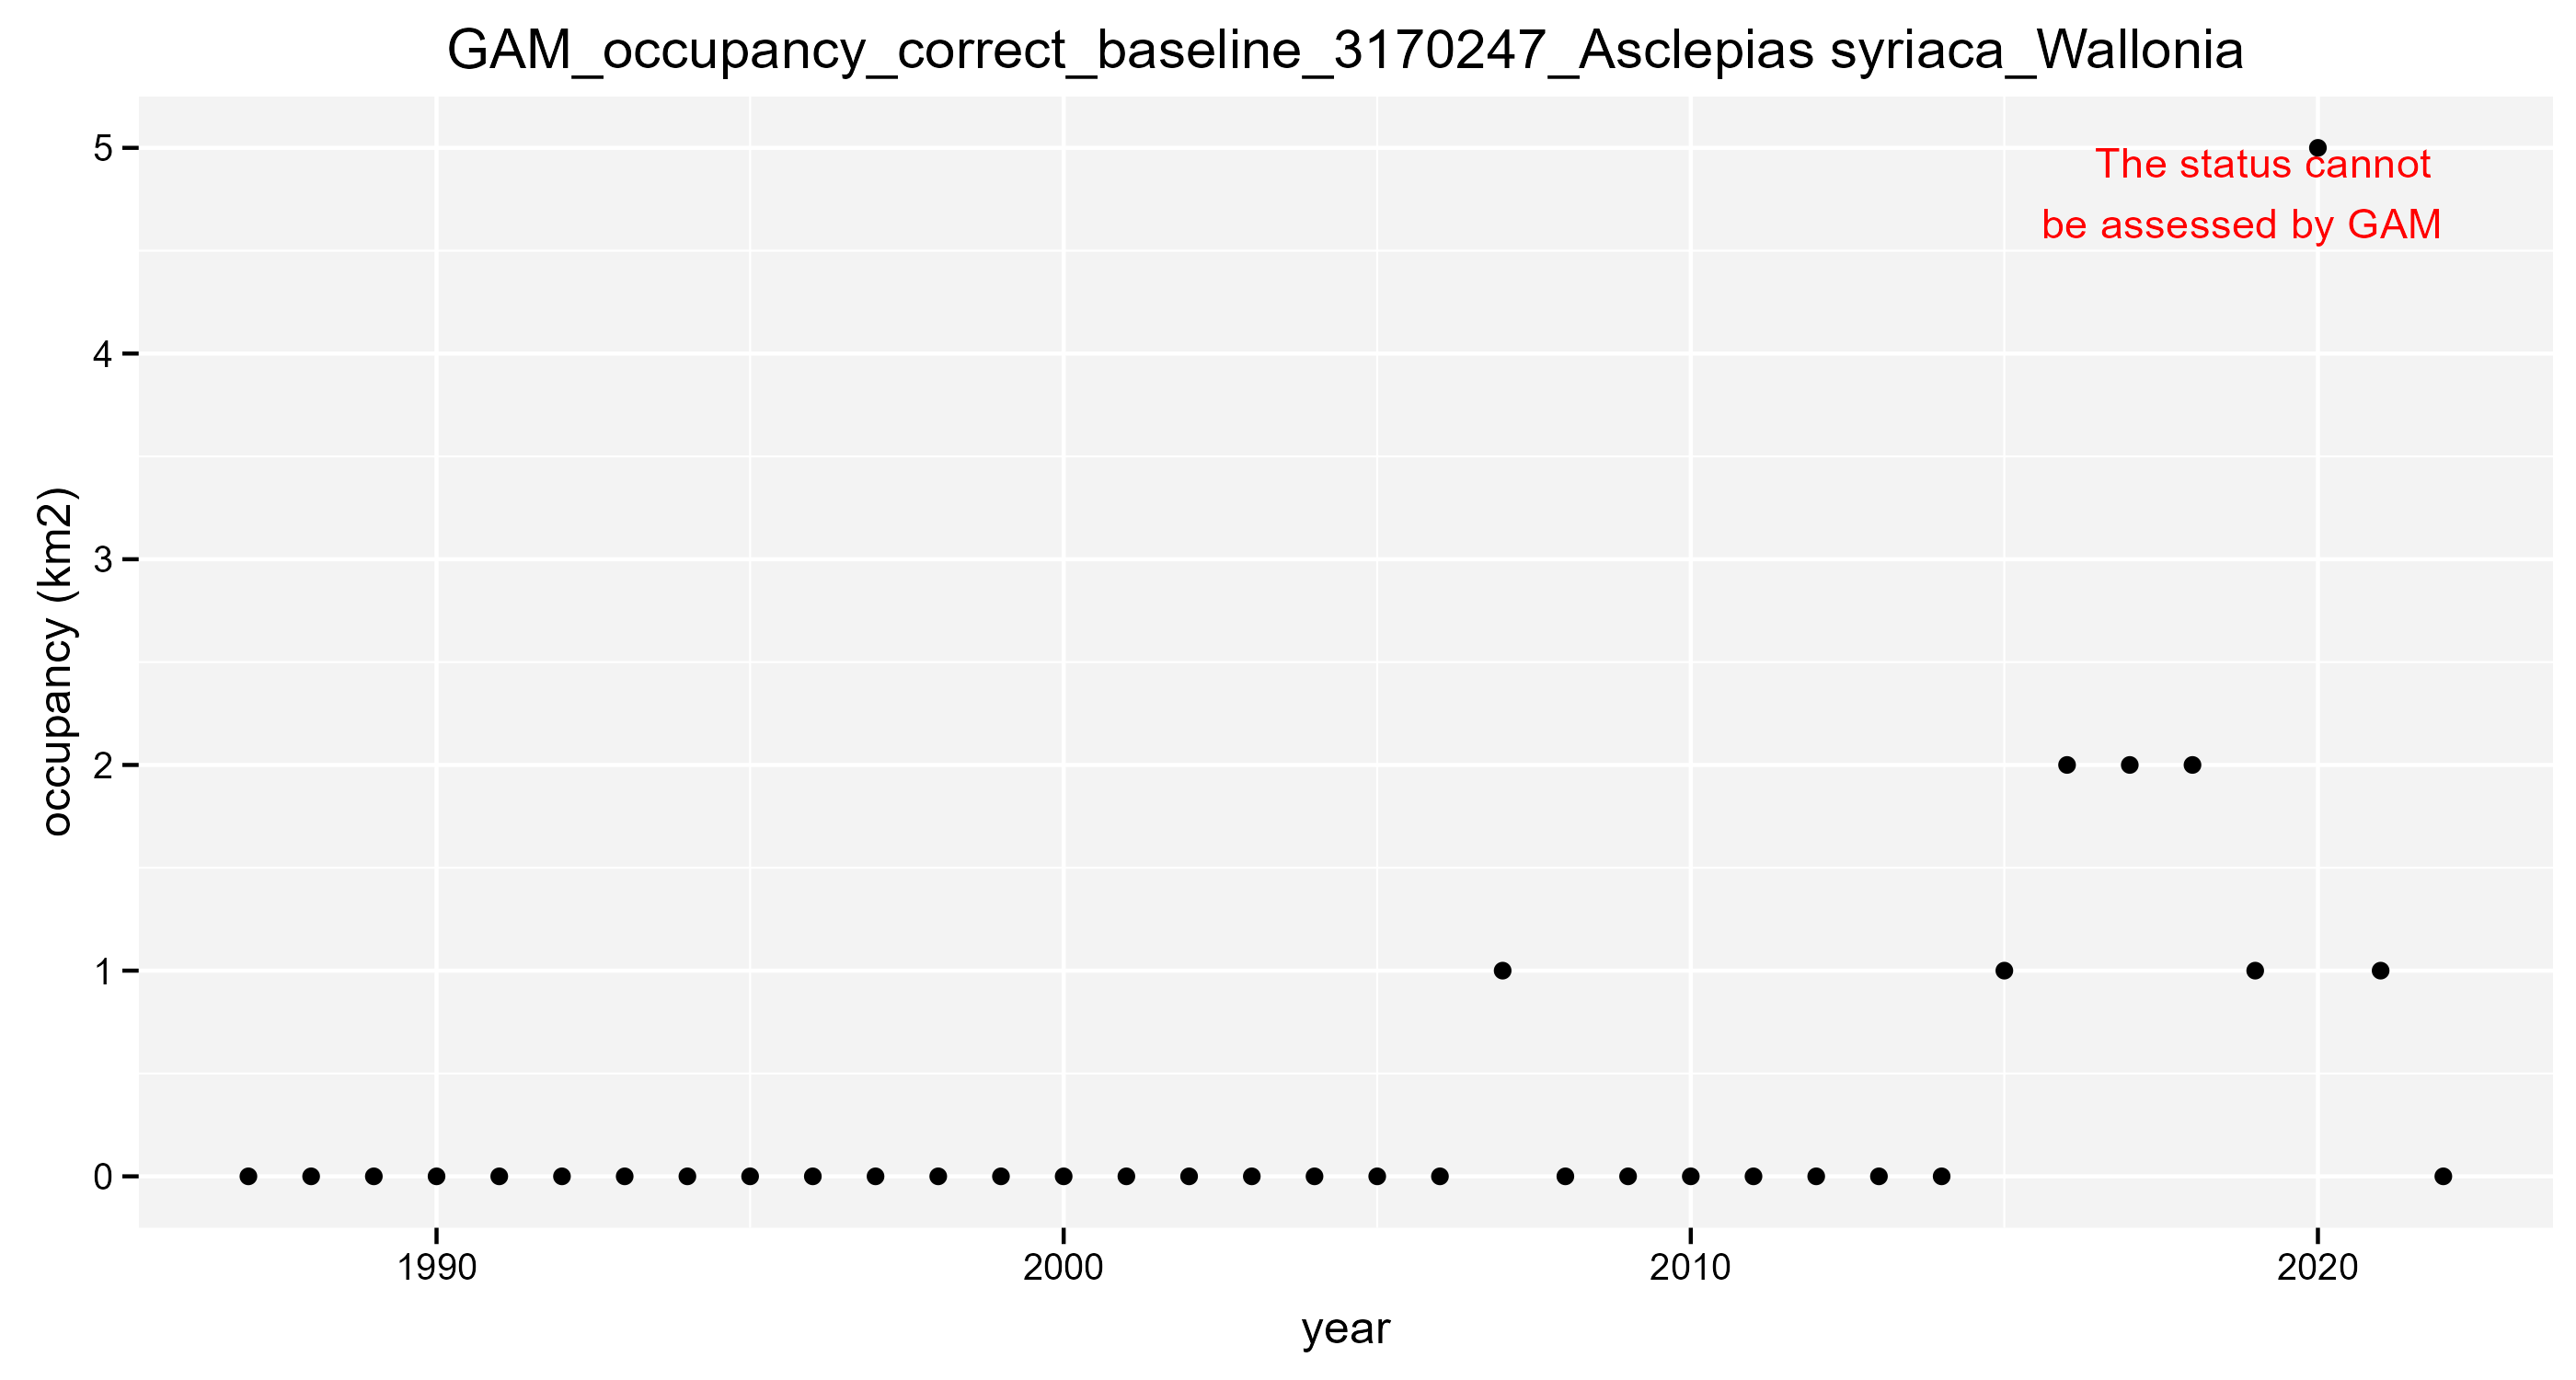 GAM_occupancy_correct_baseline_3170247_Asclepias syriaca_Wallonia
5
4
3
2
1
0
occupancy (km2)
The status cannot
be assessed by GAM
1990
2000
2010
2020
year